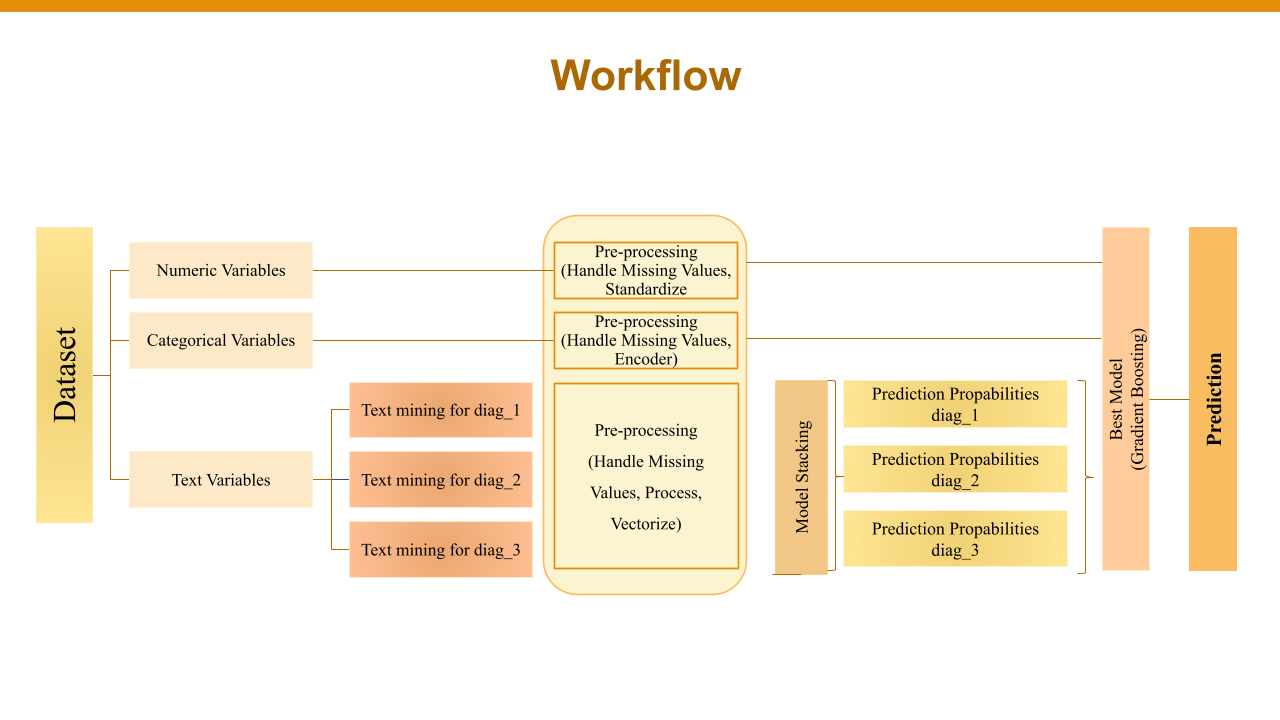 Workflow
Dataset
Numeric Variables
Categorical Variables
Text Variables
Text mining for diag_1
Text mining for diag_2
Text mining for diag_3
Pre-processing
(Handle Missing Values,
Standardize
Pre-processing
(Handle Missing Values,
Encoder)
Pre-processing
(Handle Missing
Values, Process,
Vectorize)
Model Stacking
Prediction Propabilities
diag_1
Prediction Propabilities
diag_2
Prediction Propabilities
diag_3
Best Model
(Gradient Boosting)
Prediction